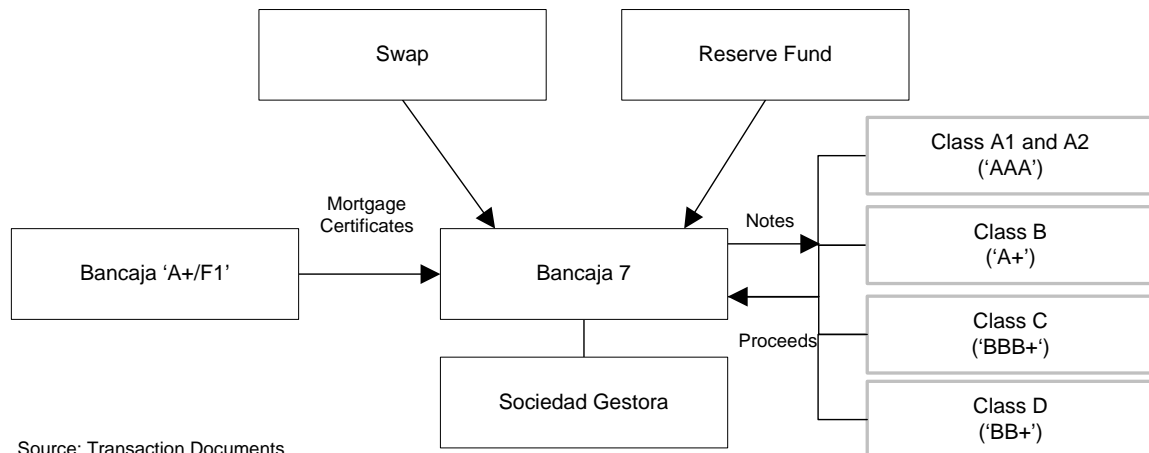 Swap
Reserve Fund
Class A1 and A2
(‘AAA’)
Mortgage
Certificates
Notes
Class B
(‘A+’)
Bancaja ‘A+/F1’
Bancaja 7
Class C
(‘BBB+‘)
Proceeds
Sociedad Gestora
Class D
(‘BB+’)
Source: Transaction Documents